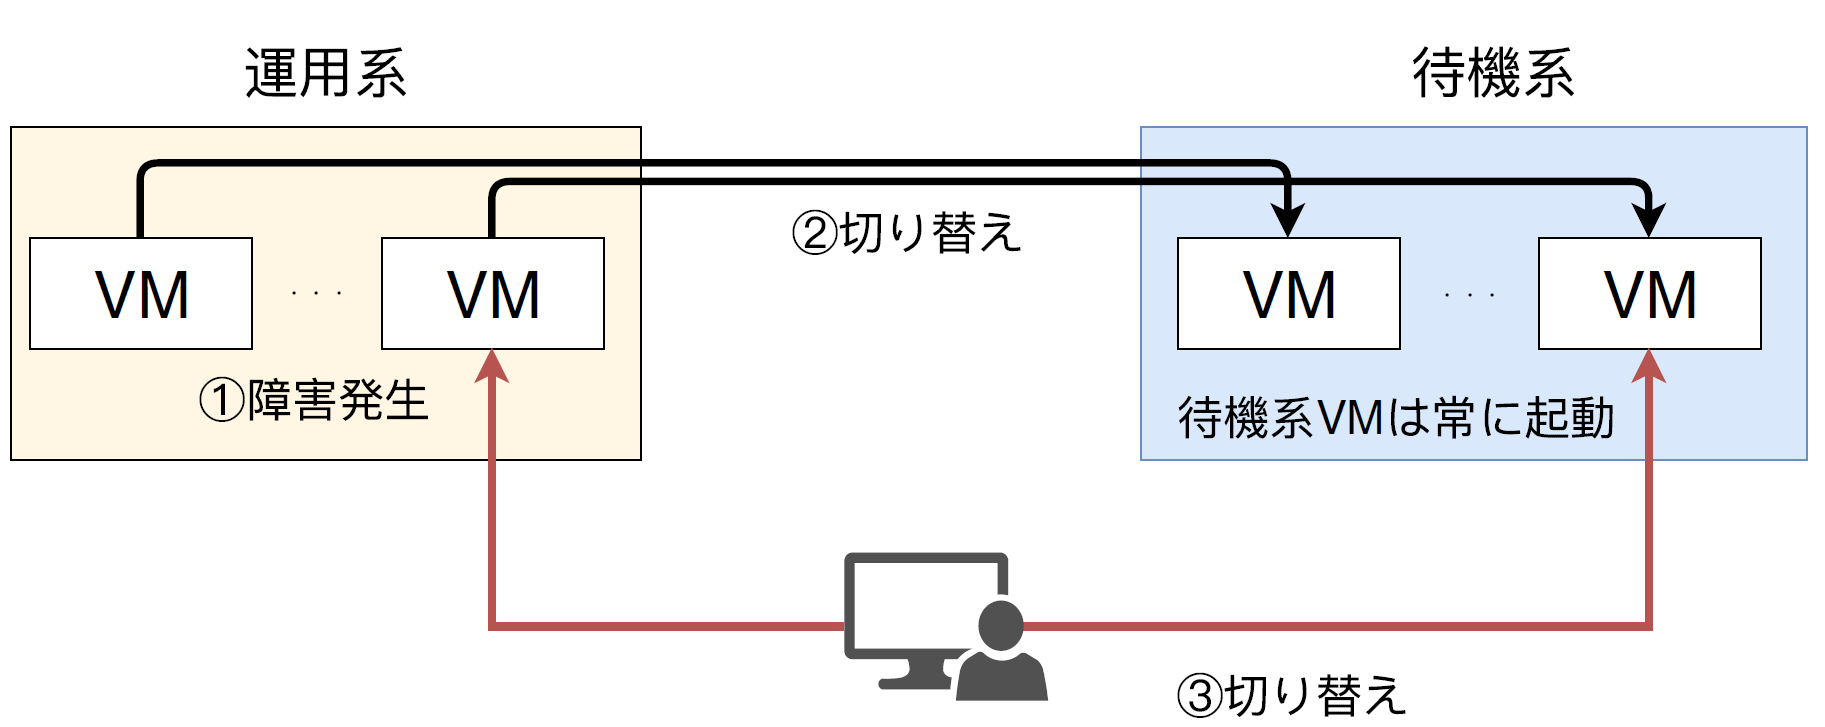 運用系
待機系
②切り替え
VM
・・・
VM
VM
・・・
VM
①障害発生
待機系VMは常に起動
③切り替え